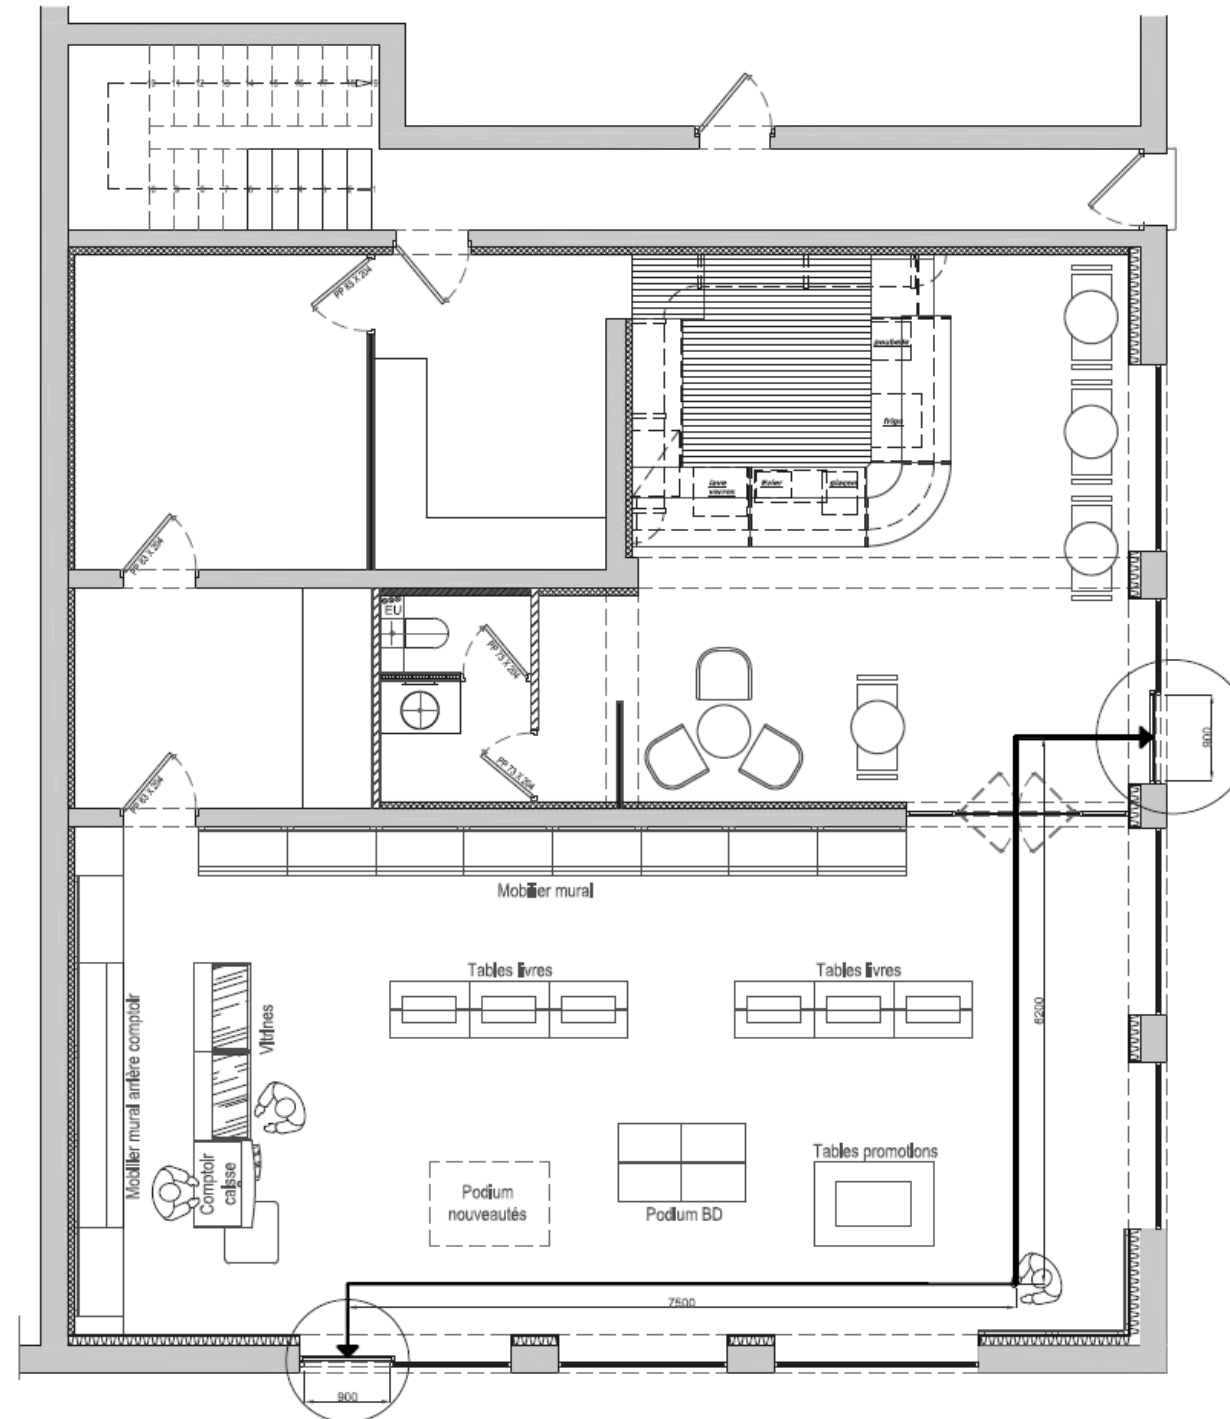 PP 83 X 204
poubelle
frigo
lave
verres
Evier
glaçon
PP 83 X 204
EU
PP 73 X 204
PP 73 X 204
900
PP 83 X 204
Mobilier mural
Tables livres
Tables livres
6200
Vitrines
Mobilier mural arrière comptoir
Comptoir
caisse
Tables promotions
Podium
nouveautés
Podium BD
7500
900